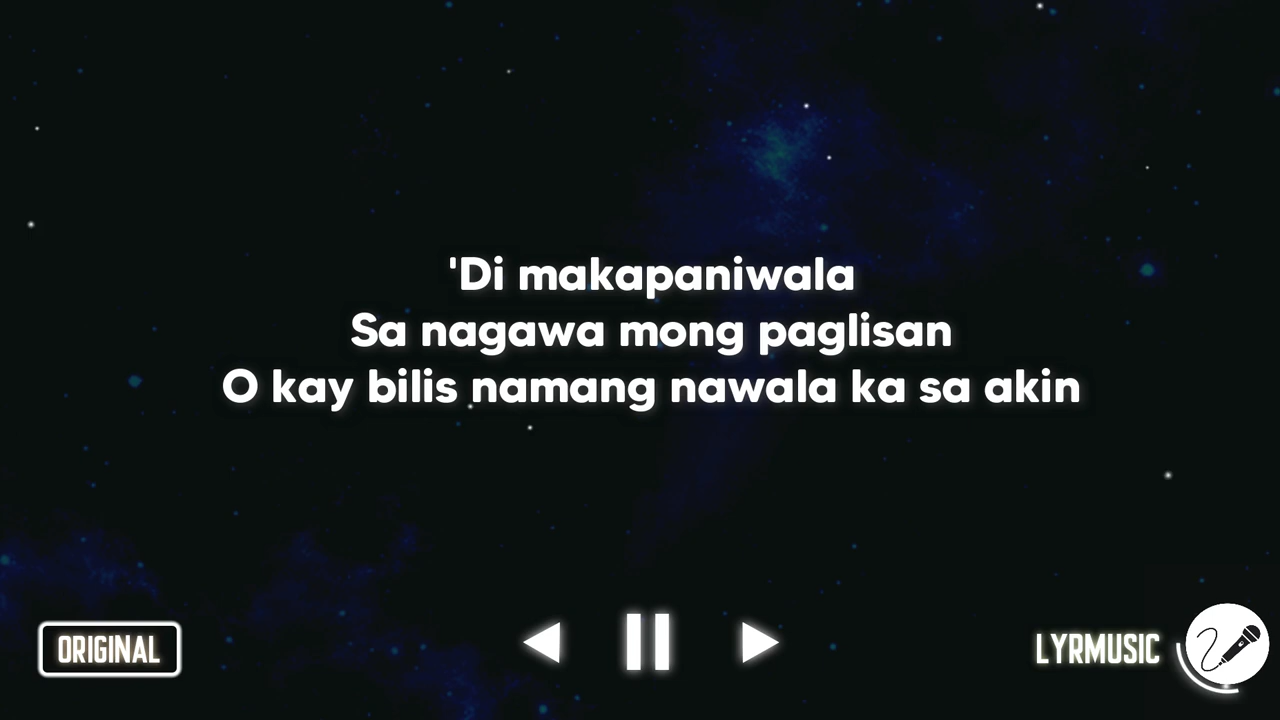 'Di makapaniwala
Sa nagawa mong paglisan
O kay bilis namang nawala ka sa akin
ORIGINAL
LYRMUSIC